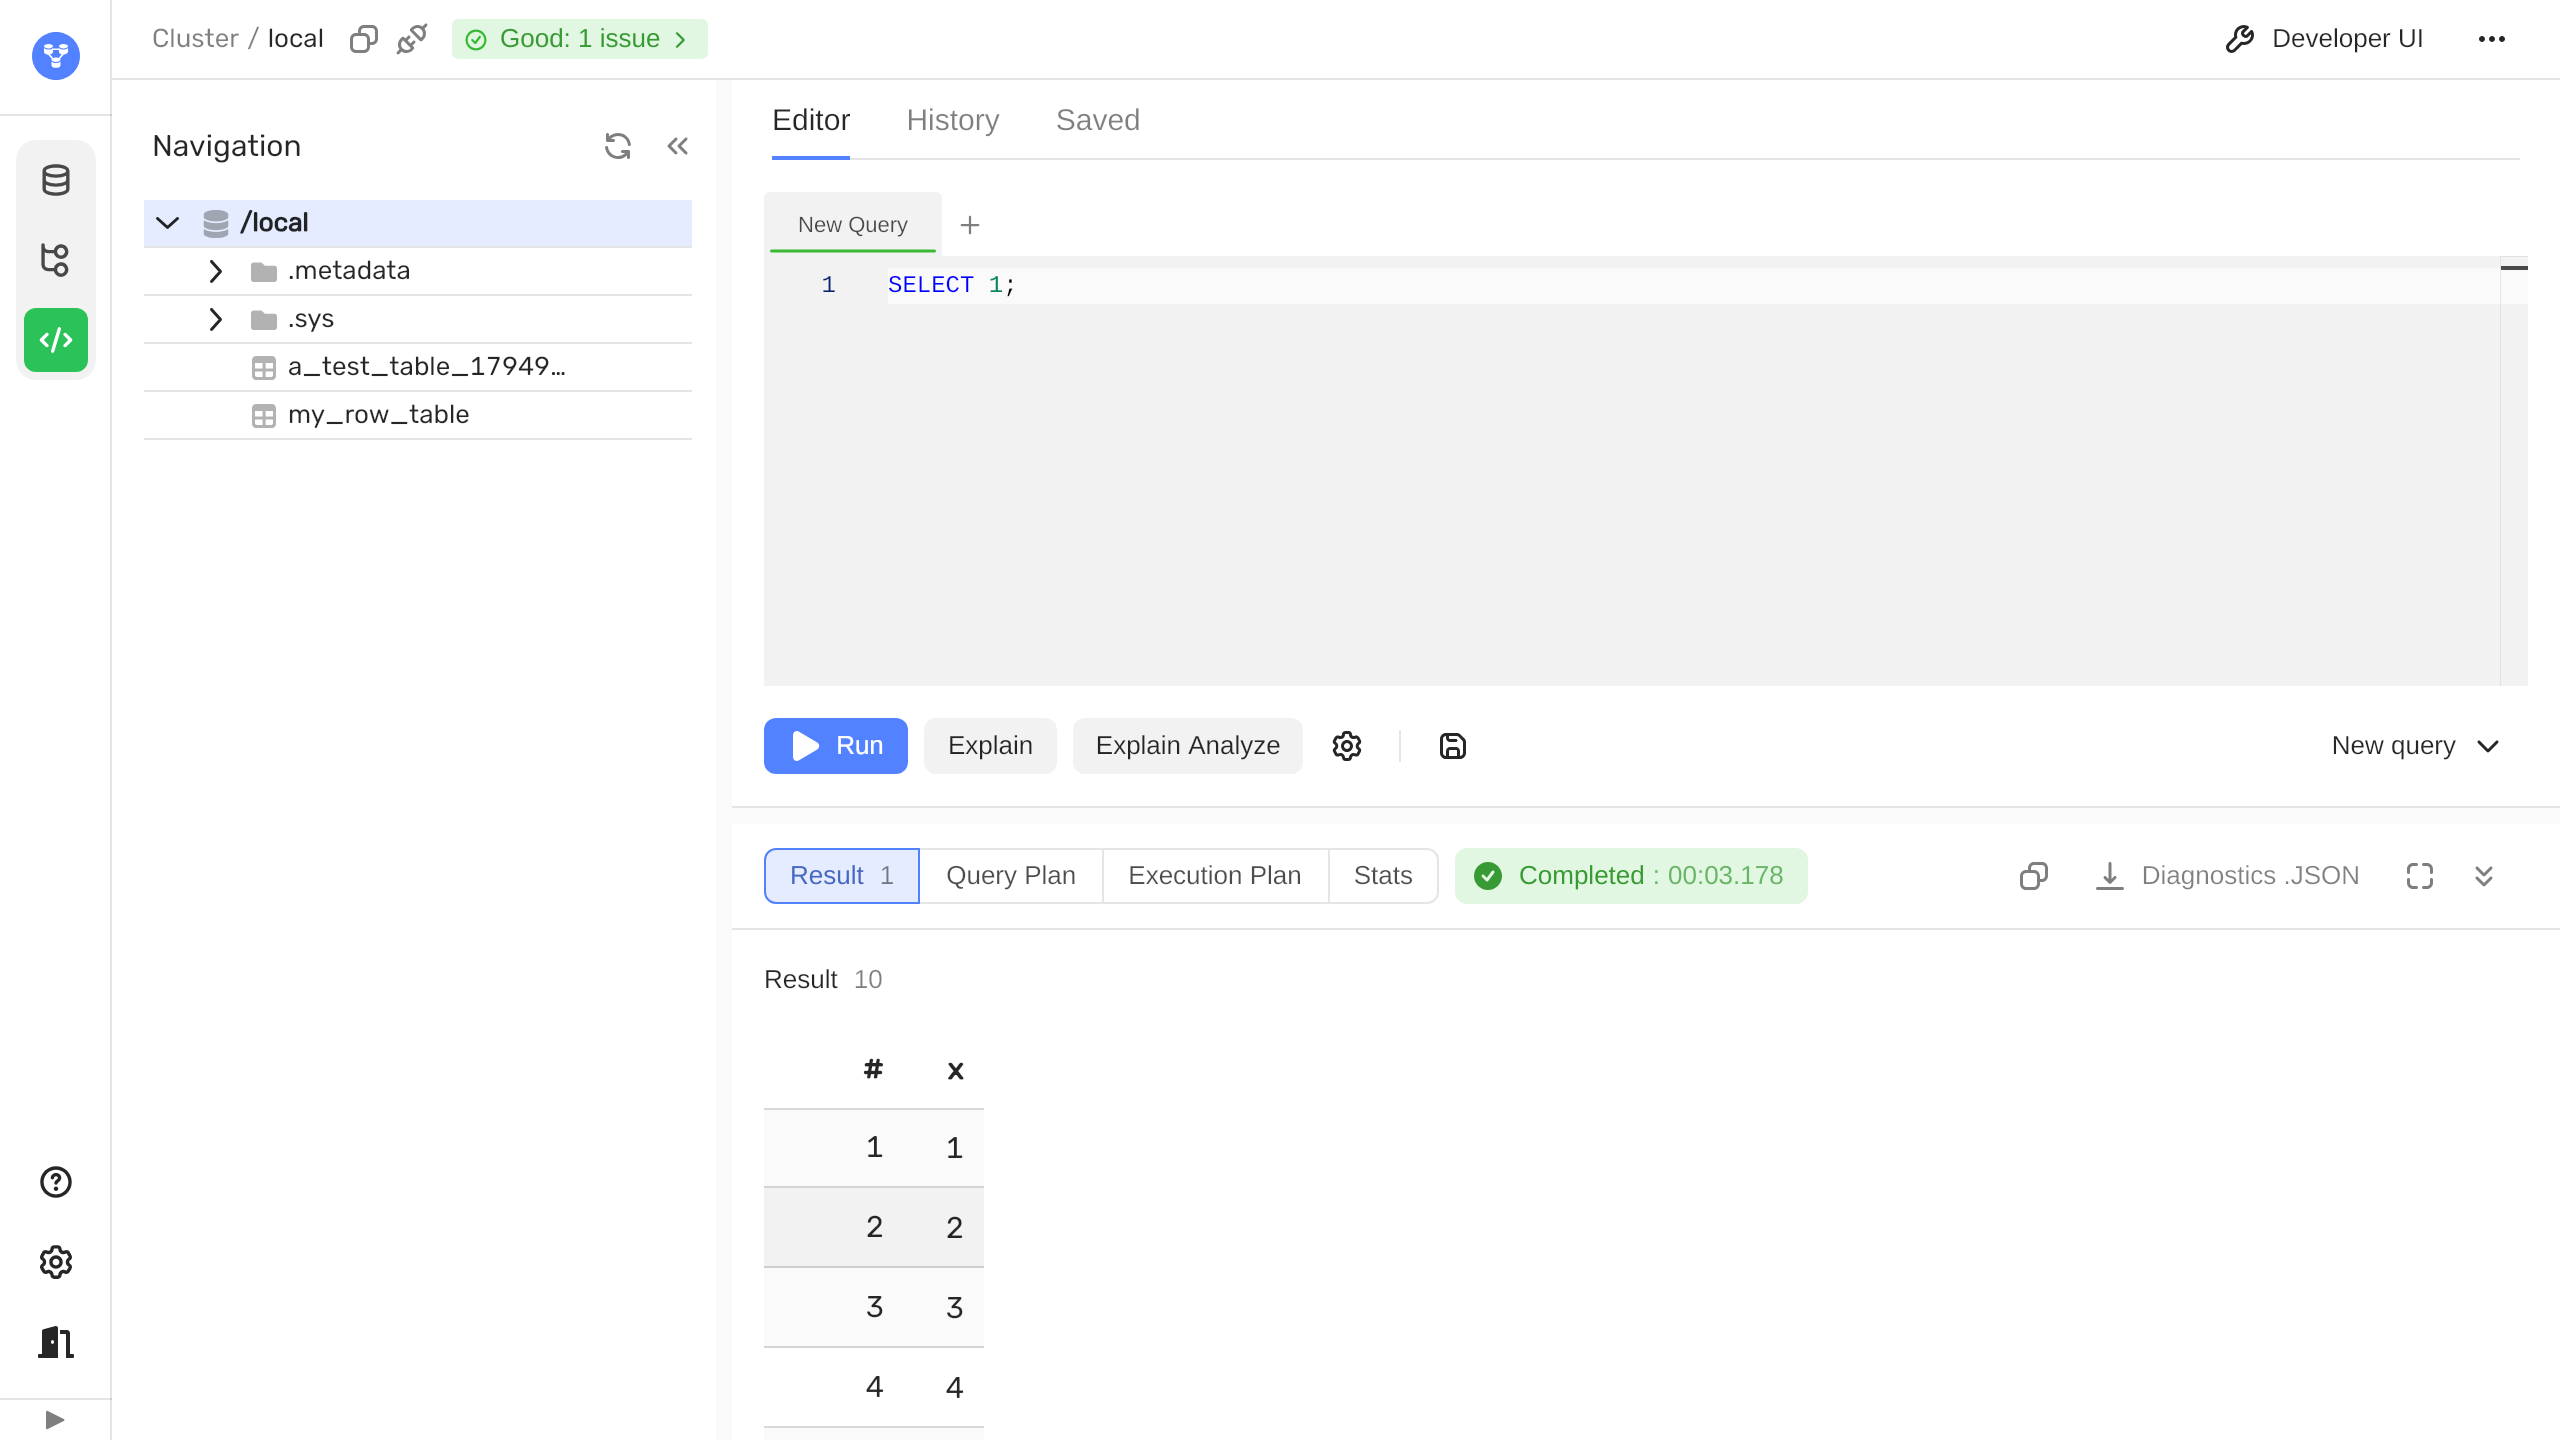 Cluster / local
Good: 1 issue
Developer UI
Navigation
/local
.metadata
.sys
a_test_table_17949…
my_row_table
Editor
History
Saved
New Query
1 SELECT 1;
Run
Explain
Explain Analyze
New query
Result 1
Query Plan
Execution Plan
Stats
Completed : 00:03.178
Diagnostics .JSON
Result 10
# x
1 1
2 2
3 3
4 4